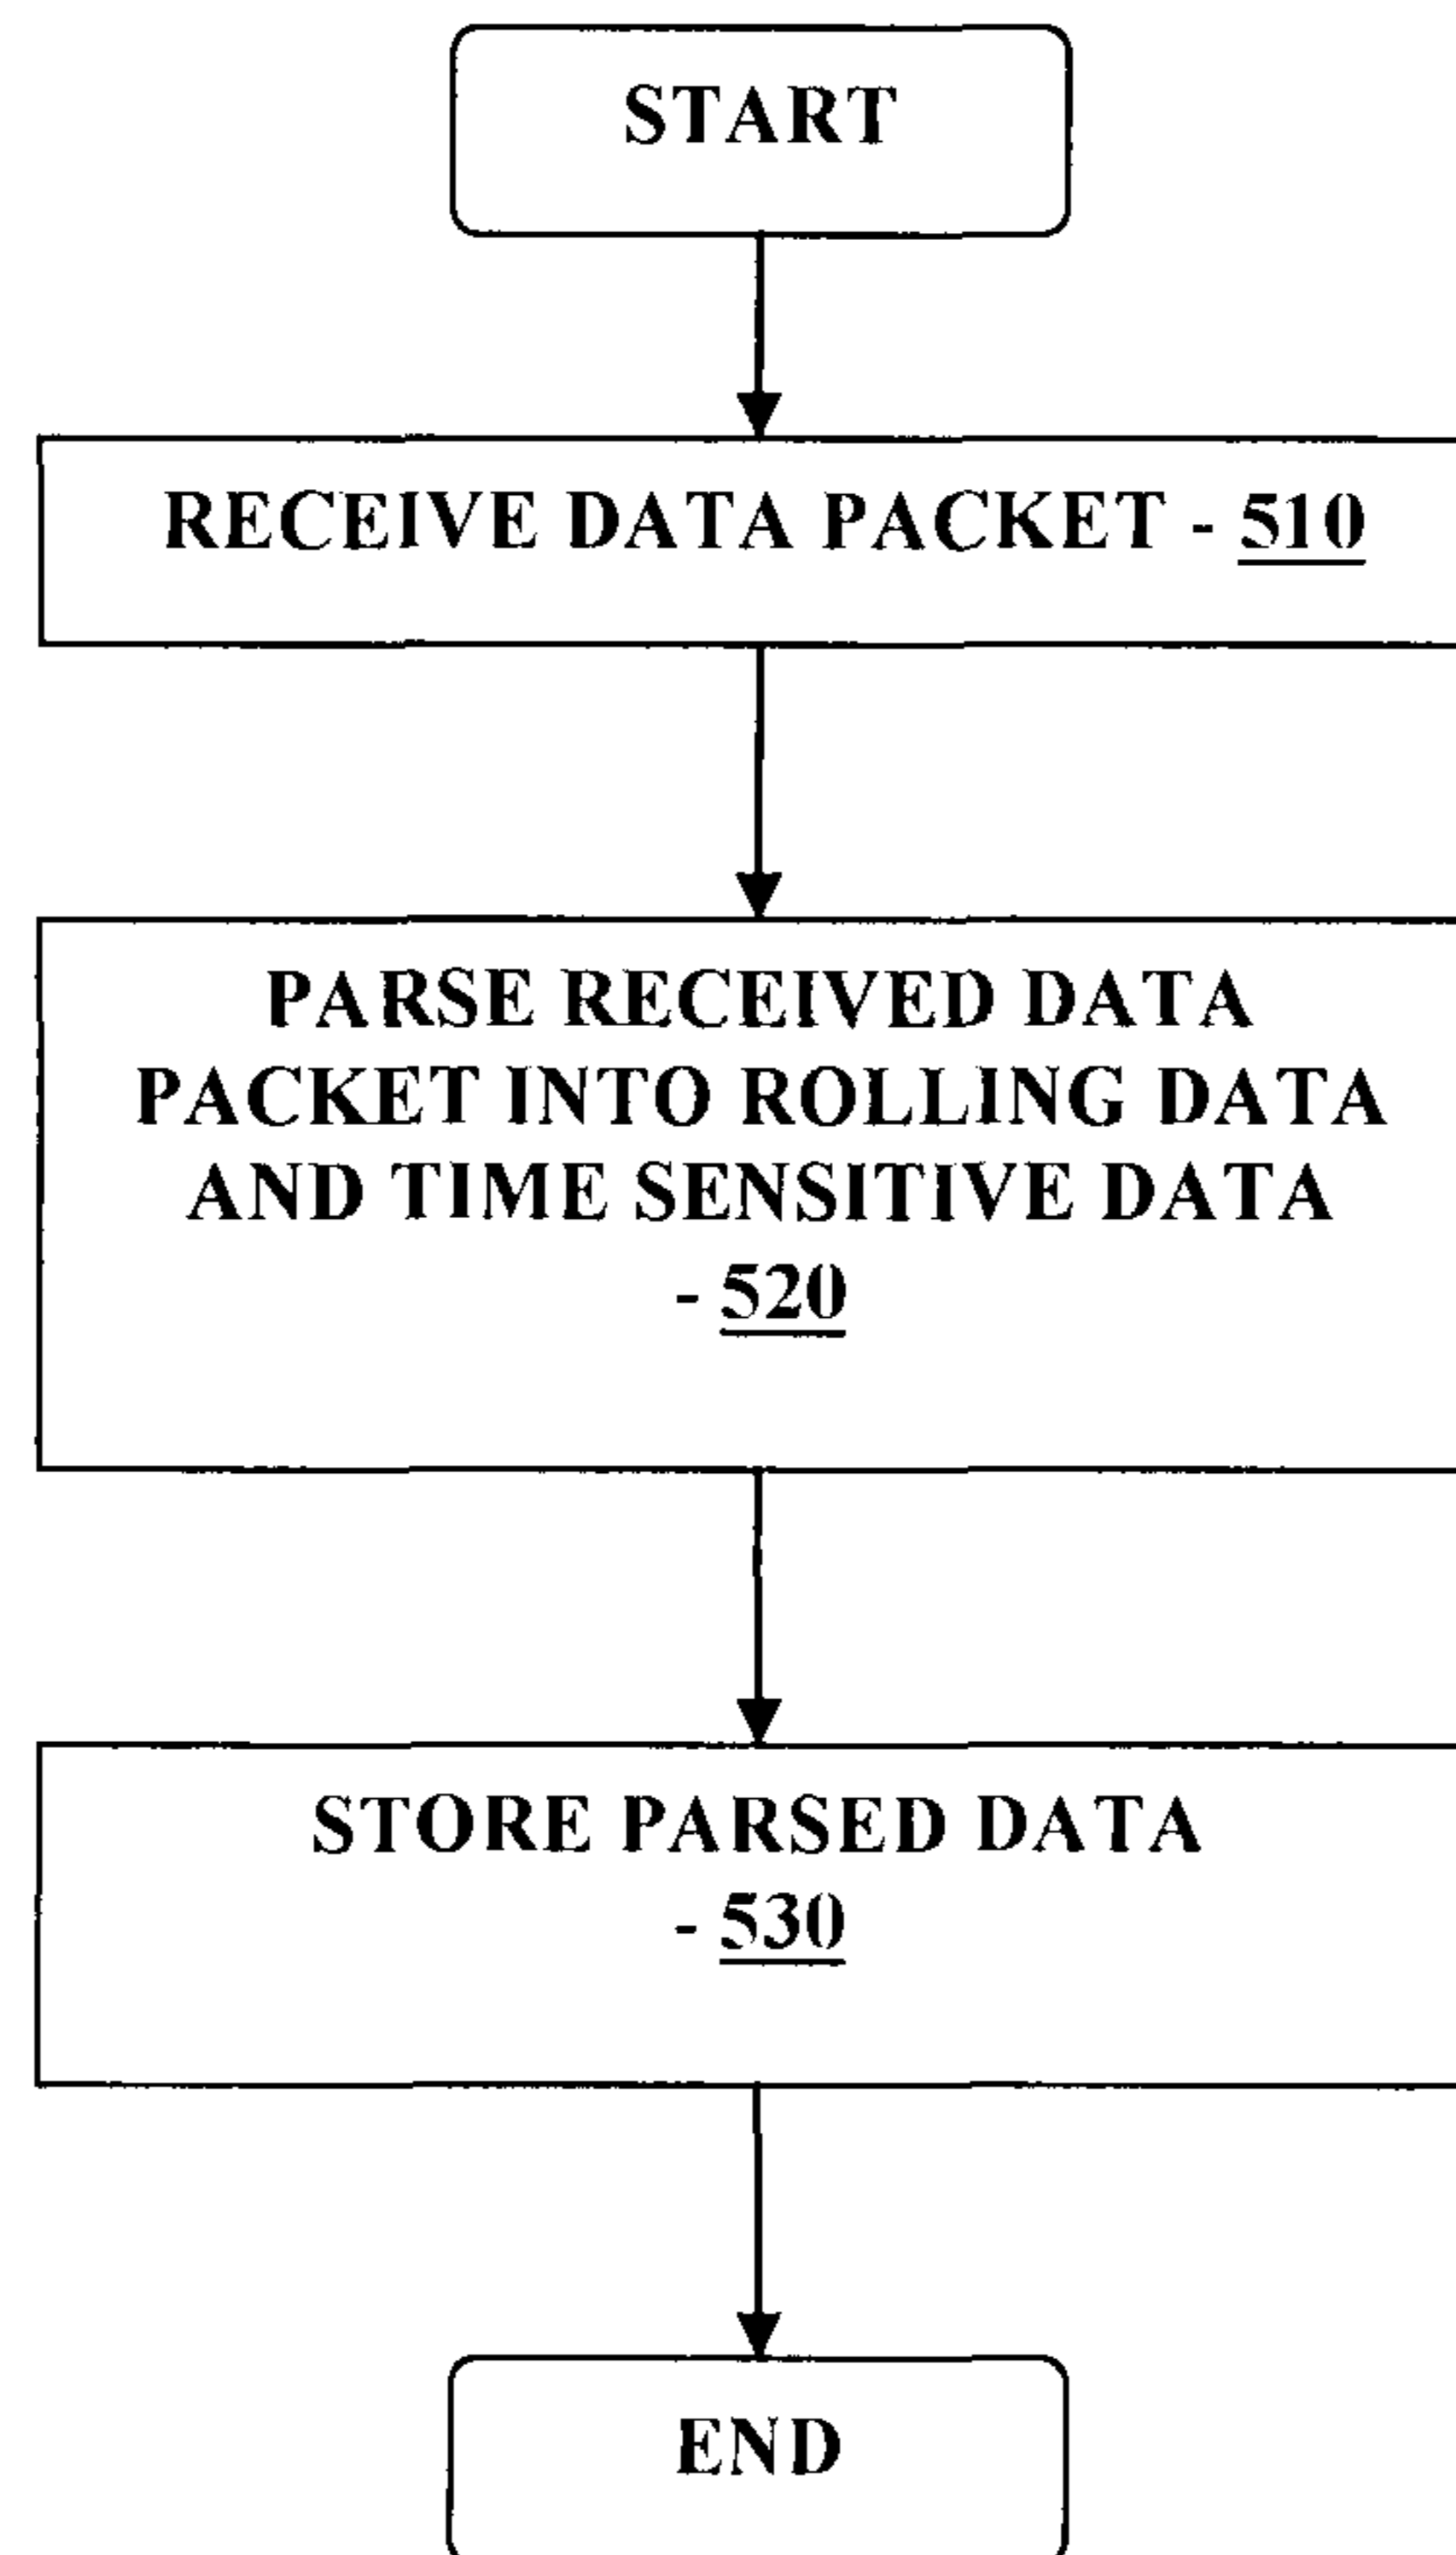 START
RECEIVE DATA PACKET - 510
PARSE RECEIVED DATA
PACKET INTO ROLLING DATA
AND TIME SENSITIVE DATA
- 520
STORE PARSED DATA
- 530
END